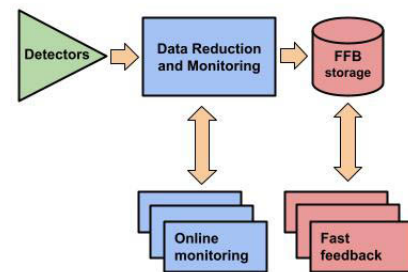 Detectors
Data Reduction
and Monitoring
FFB
storage
Online
monitoring
Fast
feedback